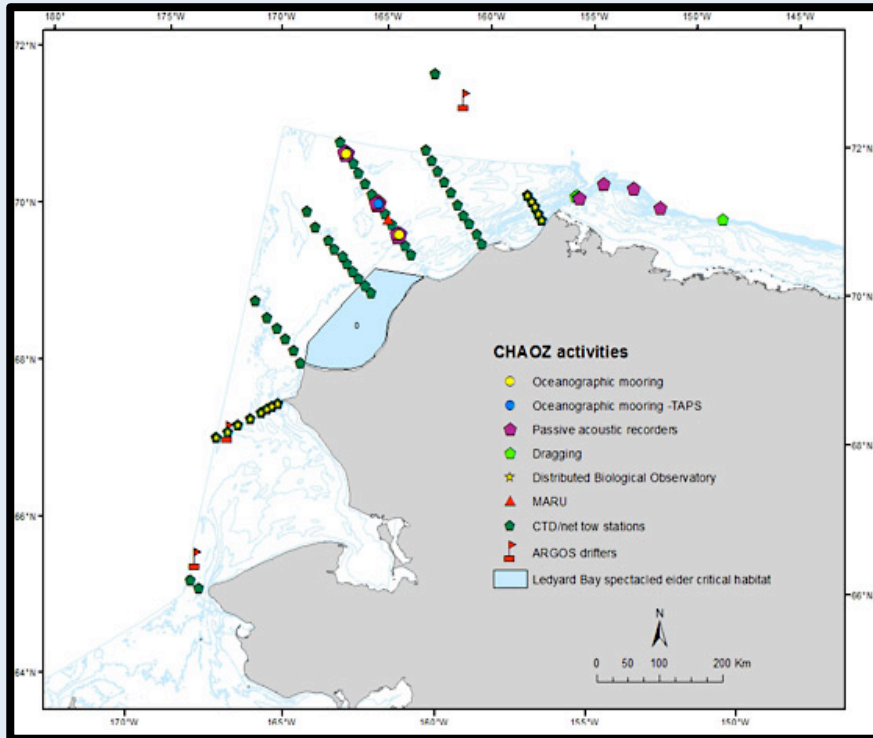 180° 175°W 170°W 165°W 160°W 155°W 150°W 145°W
72°N
72°N
70°N
70°N
68°N
68°N
66°N
66°N
64°N
CHAOZ activities
Oceanographic mooring
Oceanographic mooring -TAPS
Passive acoustic recorders
Dragging
Distributed Biological Observatory
MARU
CTD/net tow stations
ARGOS drifters
Ledyard Bay spectacled eider critical habitat
N
0 50 100 200 Km
170°W 165°W 160°W 155°W 150°W